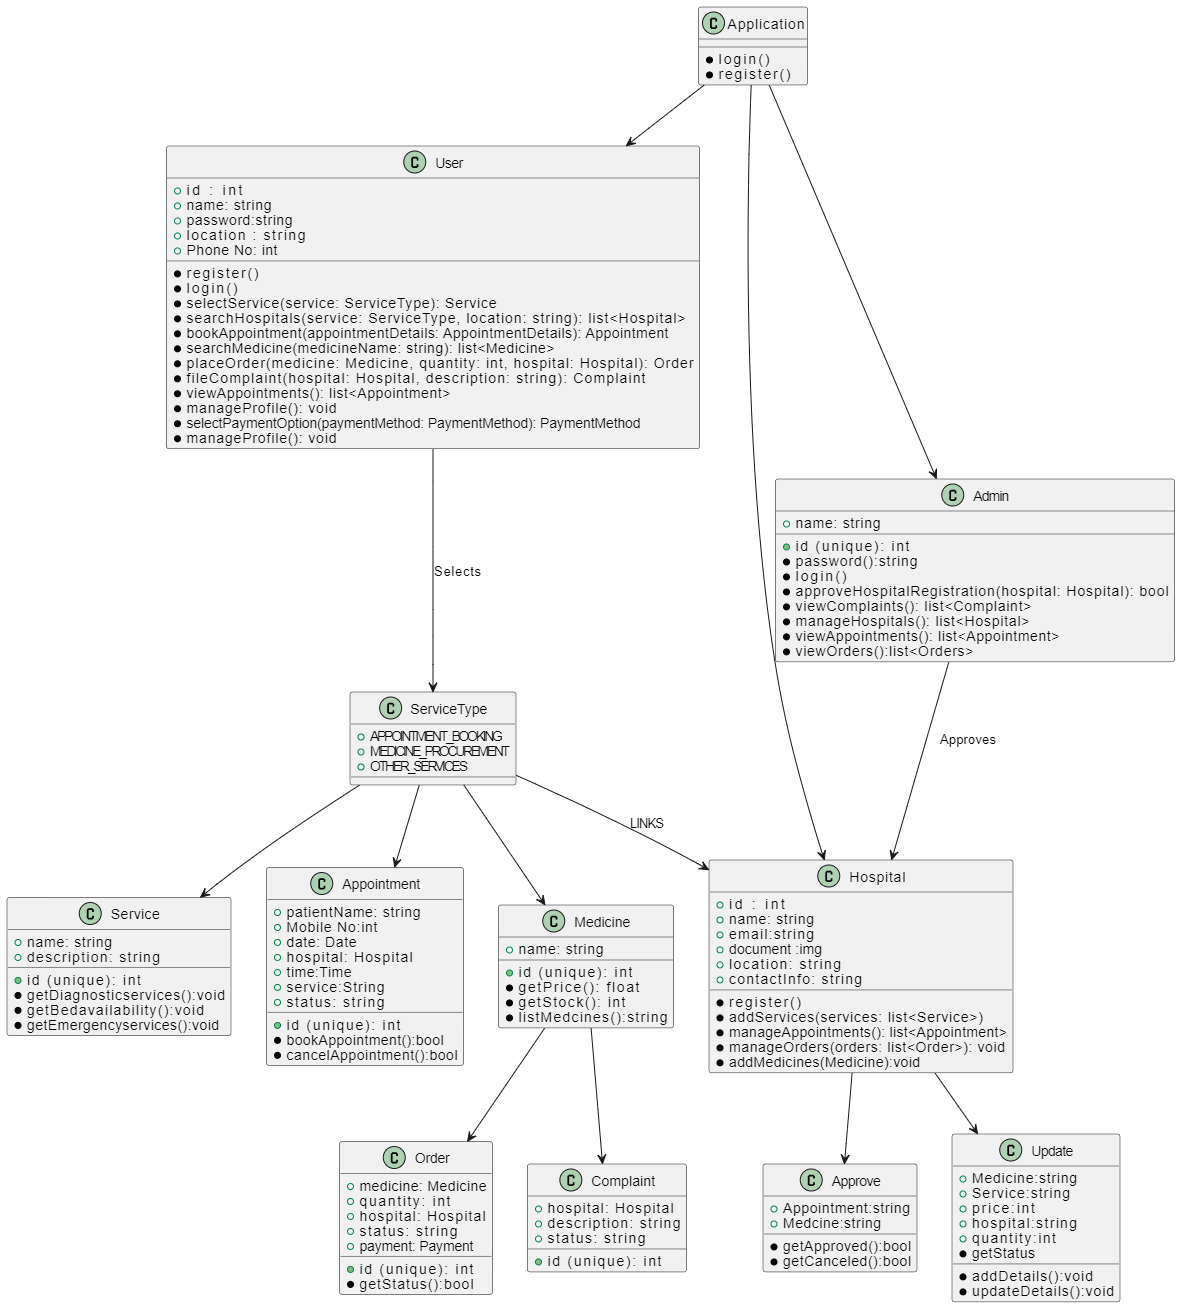 C Application
login()
register()
C User
id : int
name: string
password:string
location : string
Phone No: int
register()
login()
selectService(service: ServiceType): Service
searchHospitals(service: ServiceType, location: string): list<Hospital>
bookAppointment(appointmentDetails: AppointmentDetails): Appointment
searchMedicine(medicineName: string): list<Medicine>
placeOrder(medicine: Medicine, quantity: int, hospital: Hospital): Order
fileComplaint(hospital: Hospital, description: string): Complaint
viewAppointments(): list<Appointment>
manageProfile(): void
selectPaymentOption(paymentMethod: PaymentMethod): PaymentMethod
manageProfile(): void
C Admin
name: string
id (unique): int
password():string
login()
approveHospitalRegistration(hospital: Hospital): bool
viewComplaints(): list<Complaint>
manageHospitals(): list<Hospital>
viewAppointments(): list<Appointment>
viewOrders():list<Orders>
Selects
C ServiceType
APPOINTMENT_BOOKING
MEDICINE_PROCUREMENT
OTHER_SERVICES
Approves
LINKS
C Service
name: string
description: string
id (unique): int
getDiagnosticservices():void
getBedavailability():void
getEmergencyservices():void
C Appointment
patientName: string
Mobile No:int
date: Date
hospital: Hospital
time:Time
service:String
status: string
id (unique): int
bookAppointment():bool
cancelAppointment():bool
C Medicine
name: string
id (unique): int
getPrice(): float
getStock(): int
listMedcines():string
C Hospital
id : int
name: string
email:string
document :img
location: string
contactInfo: string
register()
addServices(services: list<Service>)
manageAppointments(): list<Appointment>
manageOrders(orders: list<Order>): void
addMedicines(Medicine):void
C Order
medicine: Medicine
quantity: int
hospital: Hospital
status: string
payment: Payment
id (unique): int
getStatus():bool
C Complaint
hospital: Hospital
description: string
status: string
id (unique): int
C Approve
Appointment:string
Medcine:string
getApproved():bool
getCanceled():bool
C Update
Medicine:string
Service:string
price:int
hospital:string
quantity:int
getStatus
addDetails():void
updateDetails():void